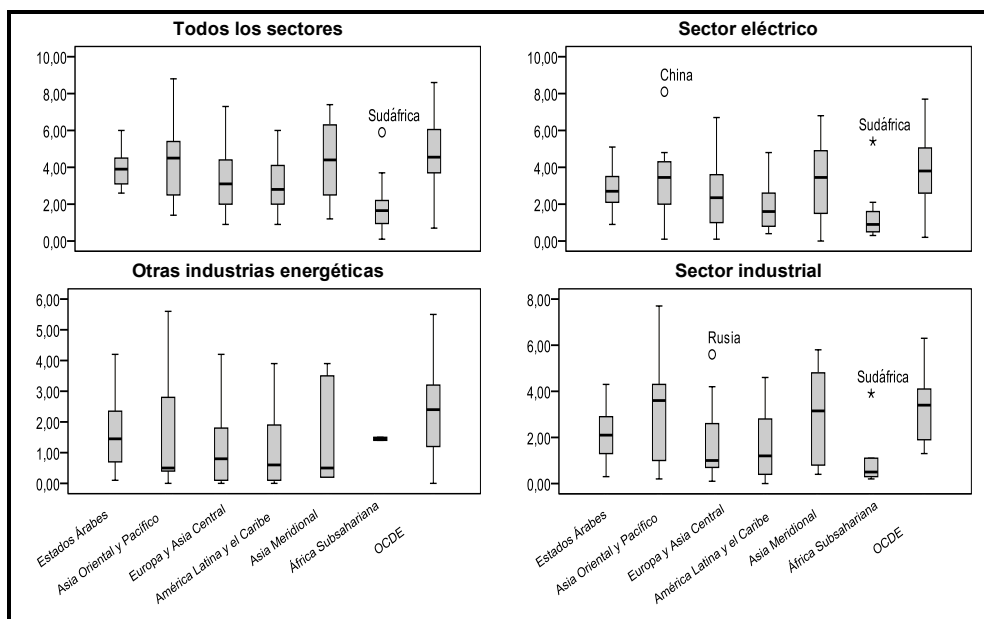 Todos los sectores
10,00
8,00
6,00
4,00
2,00
0,00
Sudáfrica
Sector eléctrico
10,00
8,00
6,00
4,00
2,00
0,00
China
Sudáfrica
Otras industrias energéticas
6,00
5,00
4,00
3,00
2,00
1,00
0,00
Estados Árabes
Asia Oriental y Pacífico
Europa y Asia Central
América Latina y el Caribe
Asia Meridional
África Subsahariana
OCDE
Sector industrial
8,00
6,00
4,00
2,00
0,00
Rusia
Sudáfrica
Estados Árabes
Asia Oriental y Pacífico
Europa y Asia Central
América Latina y el Caribe
Asia Meridional
África Subsahariana
OCDE